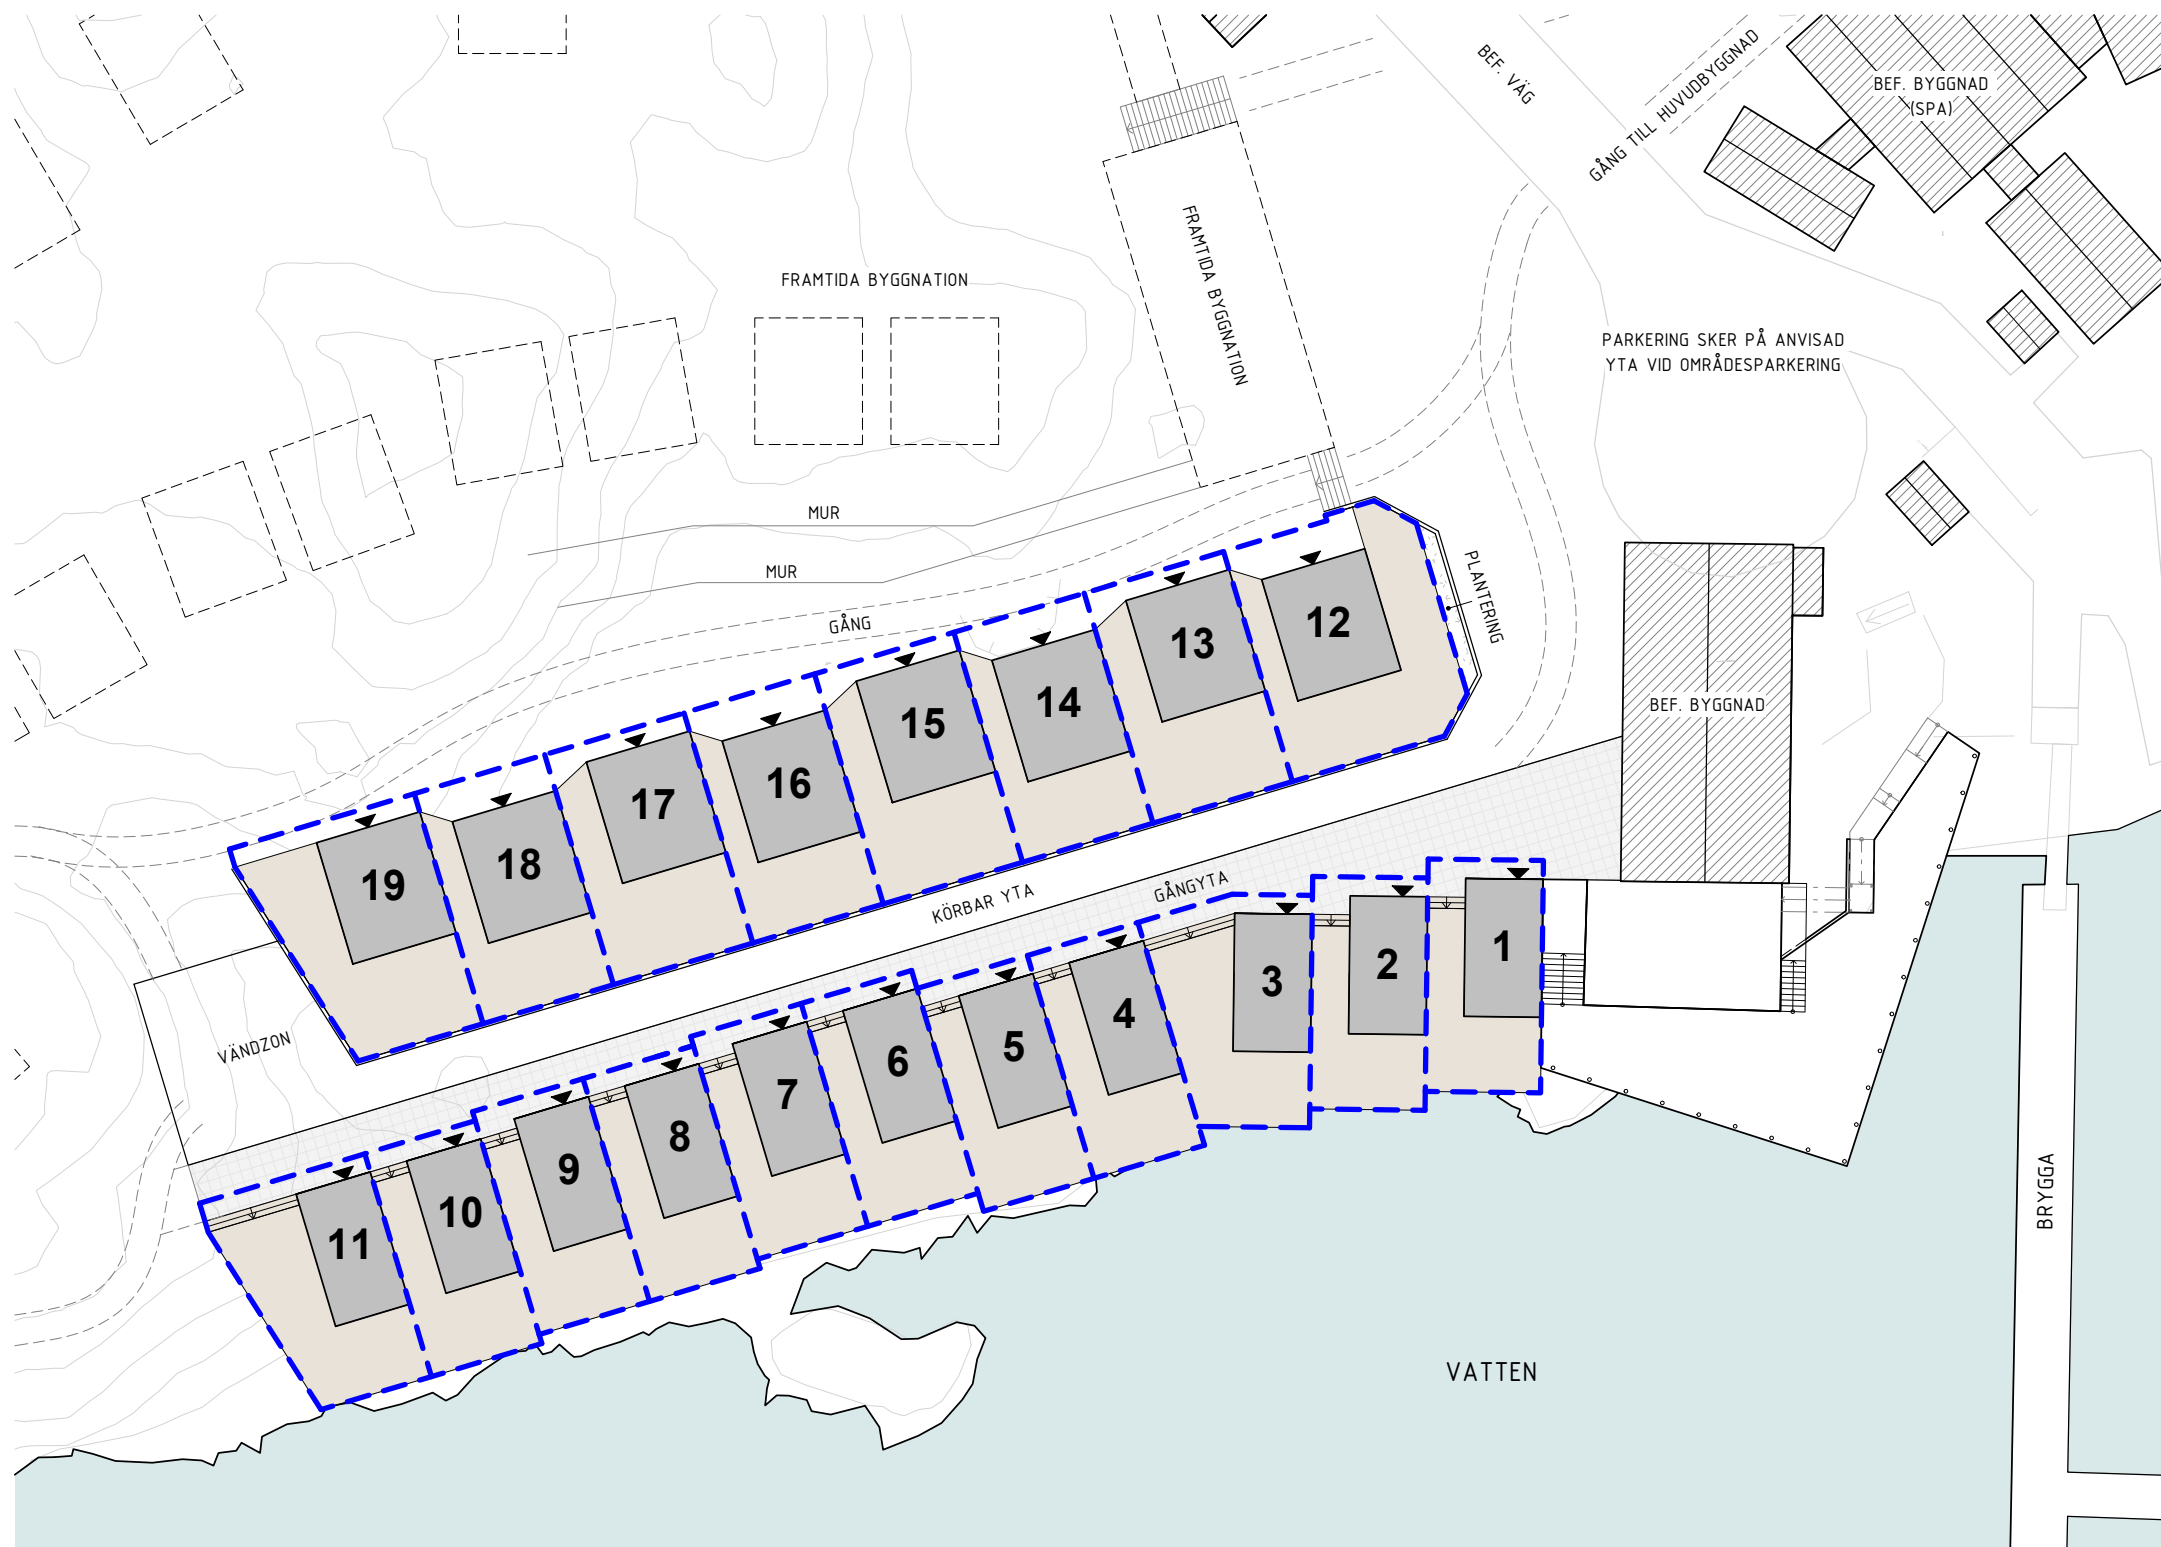 BEF. VÄG
GÅNG TILL HUVUDBYGGNAD
BEF. BYGGNAD
(SPA)
FRAMTIDA BYGGNATION
FRAMTIDA BYGGNATION
PARKERING SKER PÅ ANVISAD
YTA VID OMRÅDESPARKERING
MUR
MUR
GÅNG
PLANTERING
12
13
14
15
16
17
18
19
BEF. BYGGNAD
KÖRBAR YTA
GÅNGYTA
VÄNDZON
1
2
3
4
5
6
7
8
9
10
11
BRYGGA
VATTEN